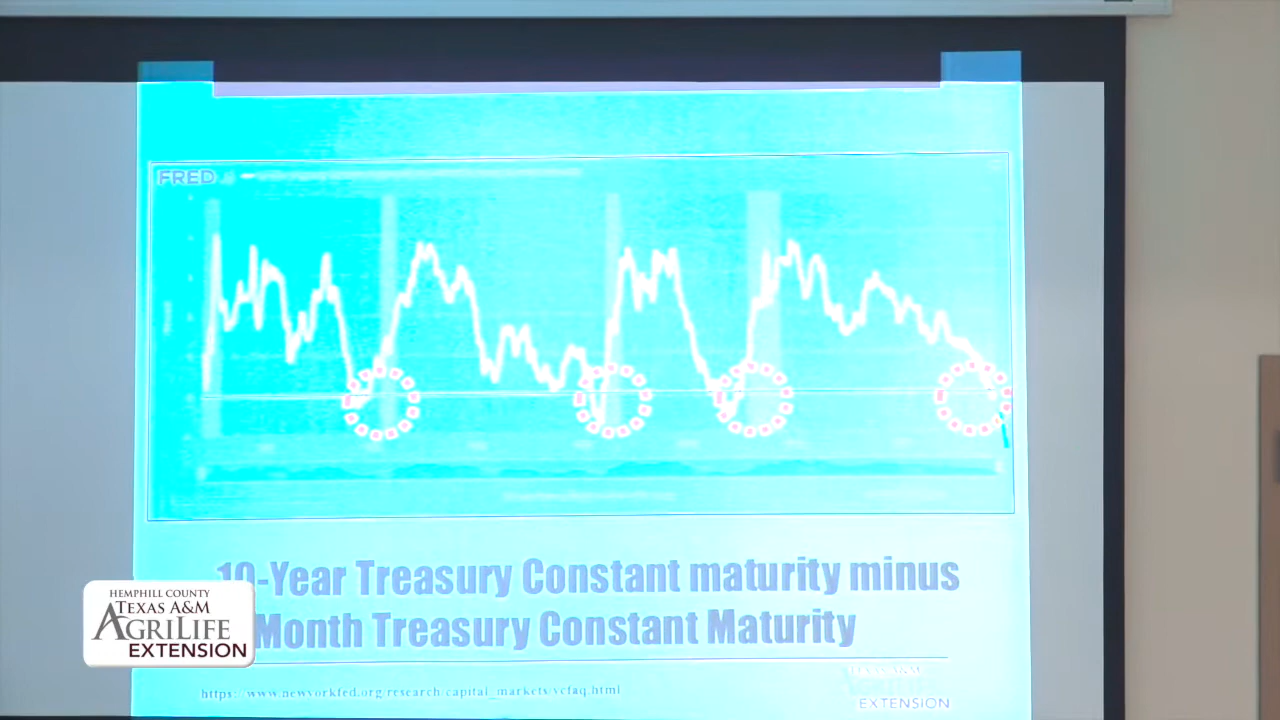 FRED
10-Year Treasury Constant maturity minus
Month Treasury Constant Maturity
HEMPHILL COUNTY
TEXAS A&M
AGRILIFE
EXTENSION
https://www.newyorkfed.org/research/capital_markets/ycfaq.html
TEXAS A&M
EXTENSION